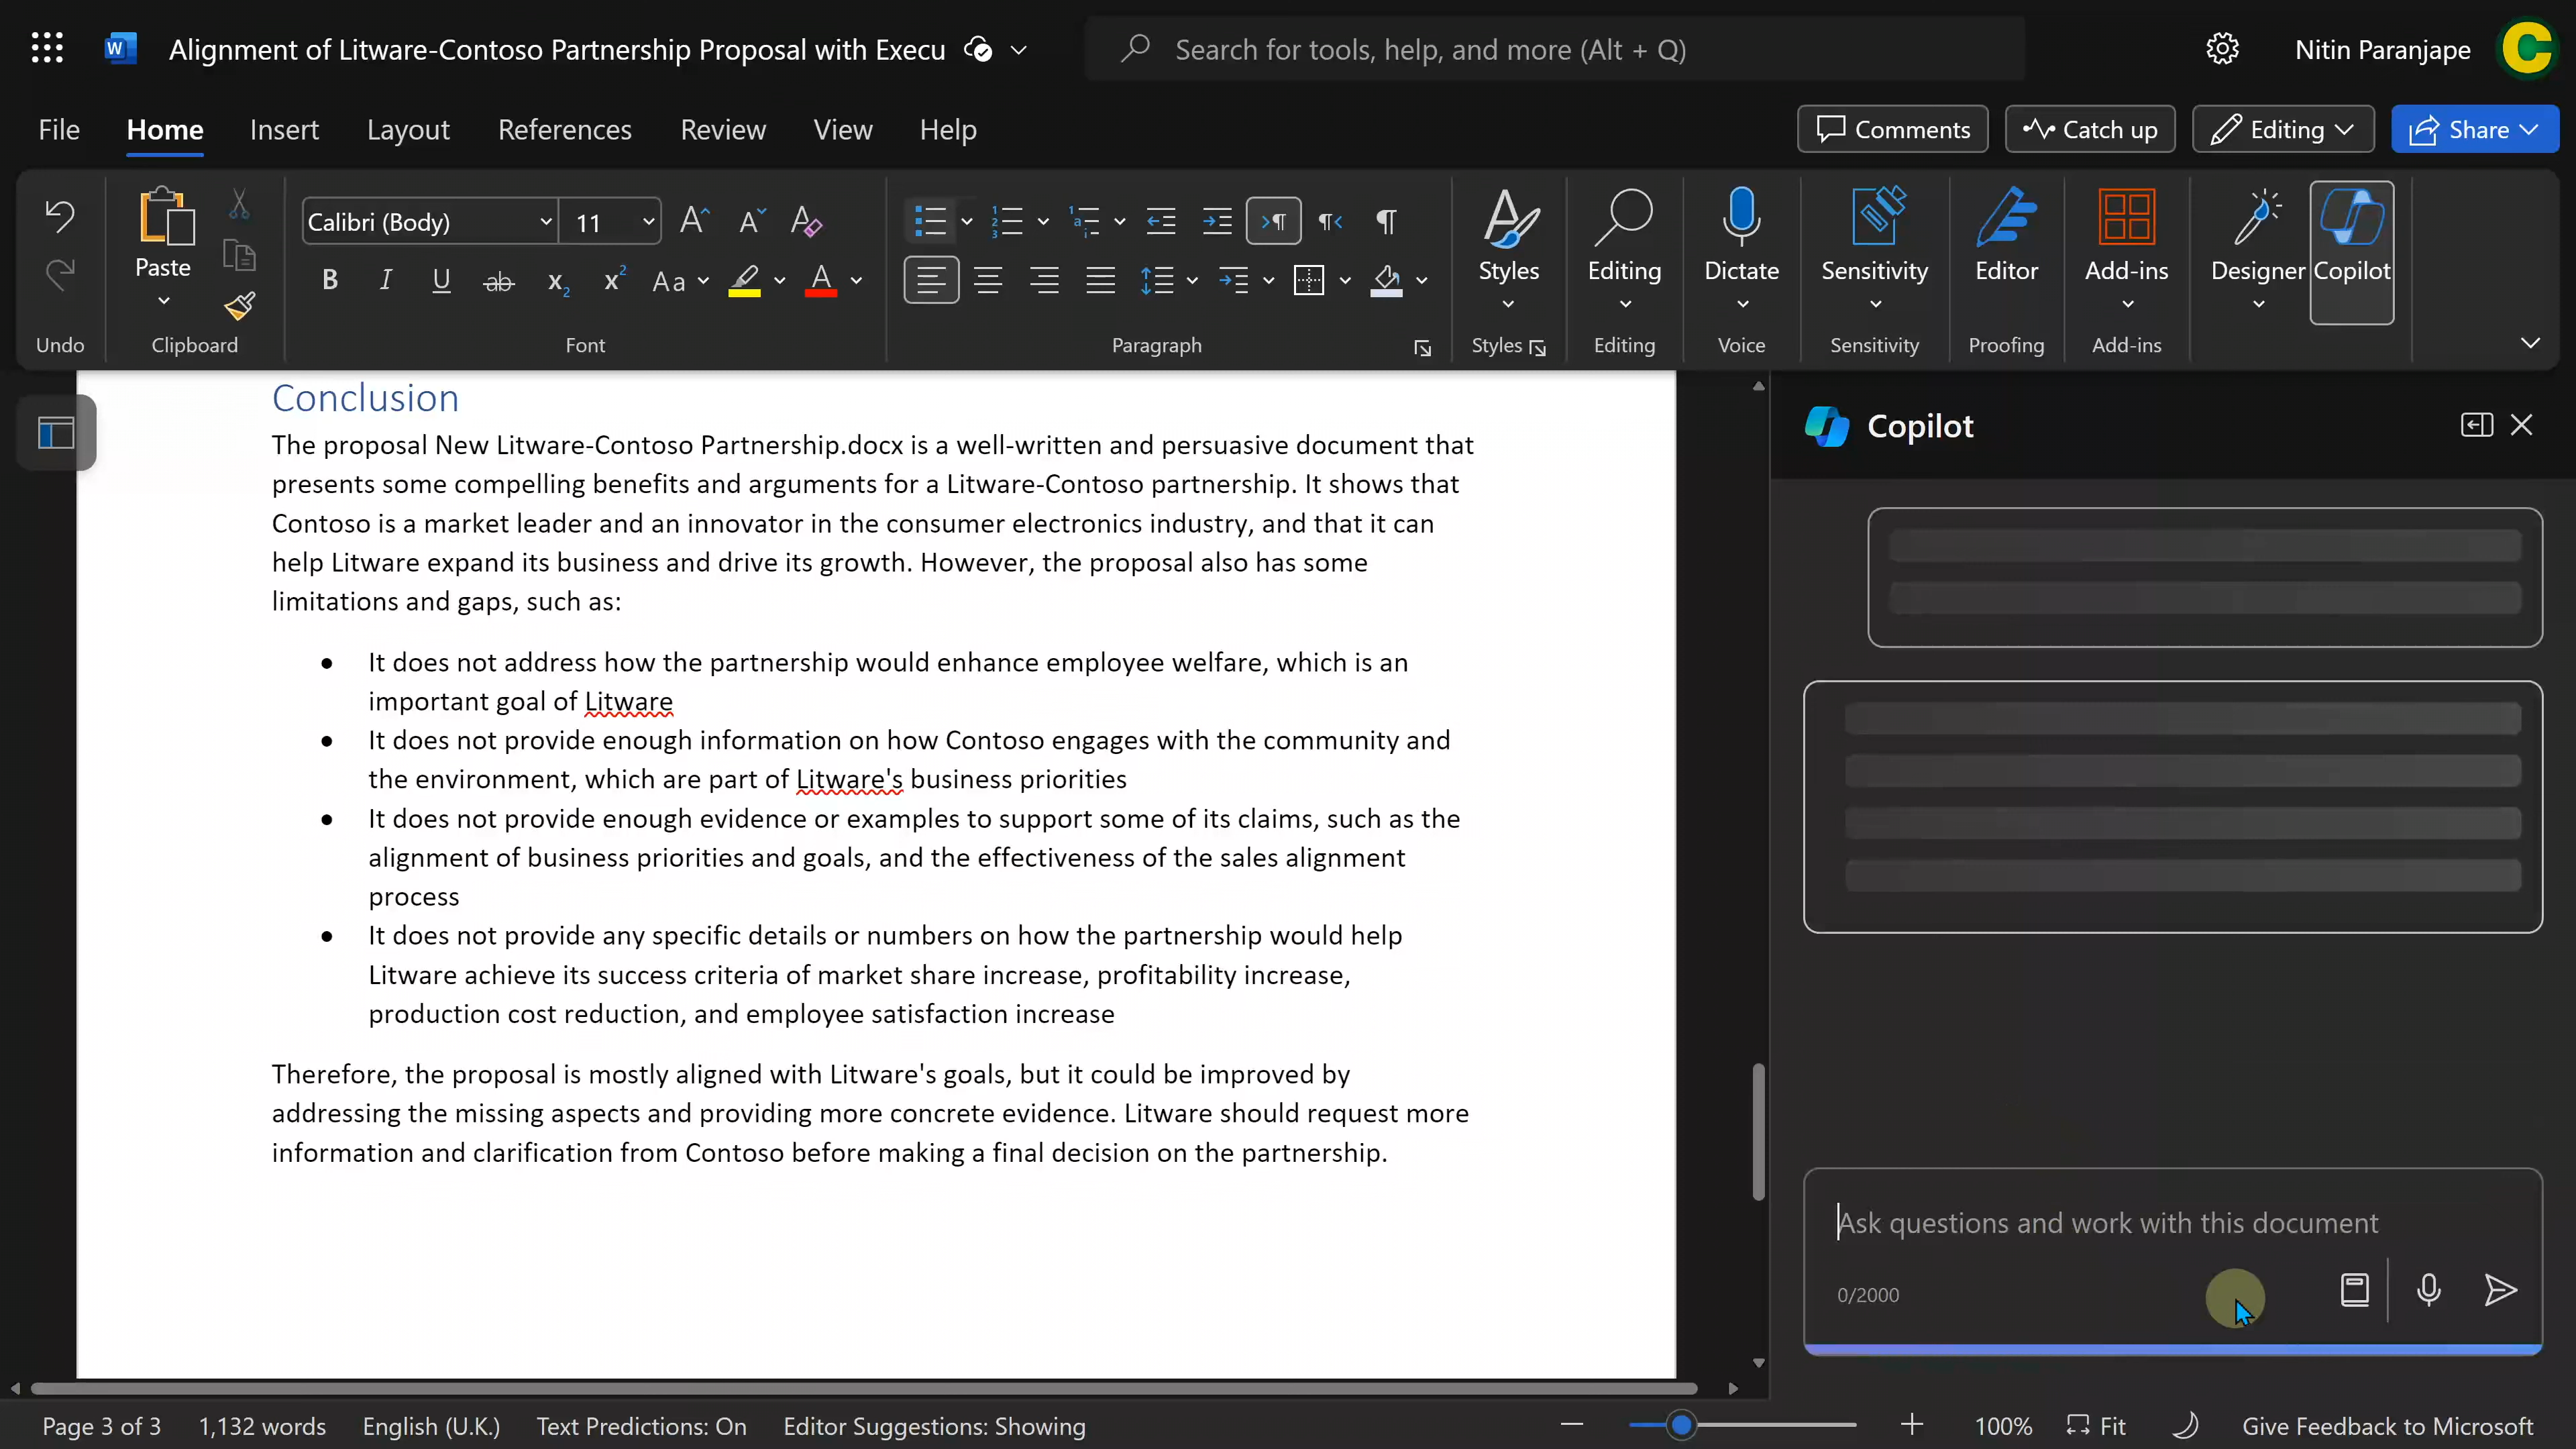 Alignment of Litware-Contoso Partnership Proposal with Execu
Search for tools, help, and more (Alt + Q)
Nitin Paranjape
File Home Insert Layout References Review View Help
Comments Catch up Editing Share
Paste
Calibri (Body) 11
Styles Editing Dictate Sensitivity Editor Add-ins Designer Copilot
Undo Clipboard Font Paragraph Styles Editing Voice Sensitivity Proofing Add-ins
Conclusion
The proposal New Litware-Contoso Partnership.docx is a well-written and persuasive document that
presents some compelling benefits and arguments for a Litware-Contoso partnership. It shows that
Contoso is a market leader and an innovator in the consumer electronics industry, and that it can
help Litware expand its business and drive its growth. However, the proposal also has some
limitations and gaps, such as:
• It does not address how the partnership would enhance employee welfare, which is an
important goal of Litware
• It does not provide enough information on how Contoso engages with the community and
the environment, which are part of Litware's business priorities
• It does not provide enough evidence or examples to support some of its claims, such as the
alignment of business priorities and goals, and the effectiveness of the sales alignment
process
• It does not provide any specific details or numbers on how the partnership would help
Litware achieve its success criteria of market share increase, profitability increase,
production cost reduction, and employee satisfaction increase
Therefore, the proposal is mostly aligned with Litware's goals, but it could be improved by
addressing the missing aspects and providing more concrete evidence. Litware should request more
information and clarification from Contoso before making a final decision on the partnership.
Copilot
Ask questions and work with this document
0/2000
Page 3 of 3 1,132 words English (U.K.) Text Predictions: On Editor Suggestions: Showing
100% Fit Give Feedback to Microsoft